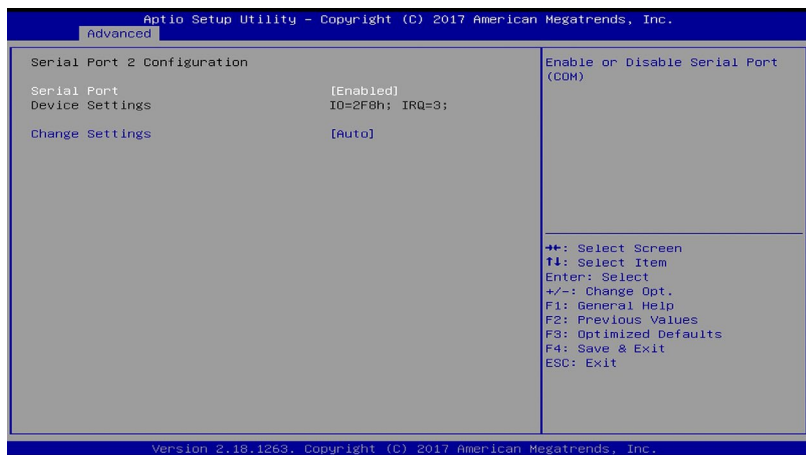 Aptio Setup Utility – Copyright (C) 2017 American Megatrends, Inc.
Advanced
Serial Port 2 Configuration
Serial Port [Enabled]
Device Settings IO=2F8h; IRQ=3;
Change Settings [Auto]
Enable or Disable Serial Port
(COM)
→←: Select Screen
↑↓: Select Item
Enter: Select
+/-: Change Opt.
F1: General Help
F2: Previous Values
F3: Optimized Defaults
F4: Save & Exit
ESC: Exit
Version 2.18.1263. Copyright (C) 2017 American Megatrends, Inc.